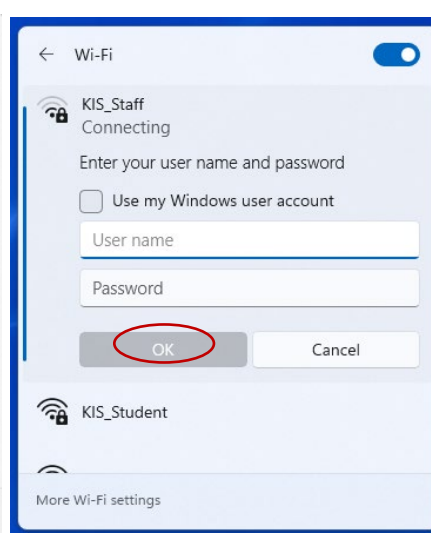 Wi-Fi
KIS_Staff
Connecting
Enter your user name and password
Use my Windows user account
User name
Password
OK
Cancel
KIS_Student
More Wi-Fi settings